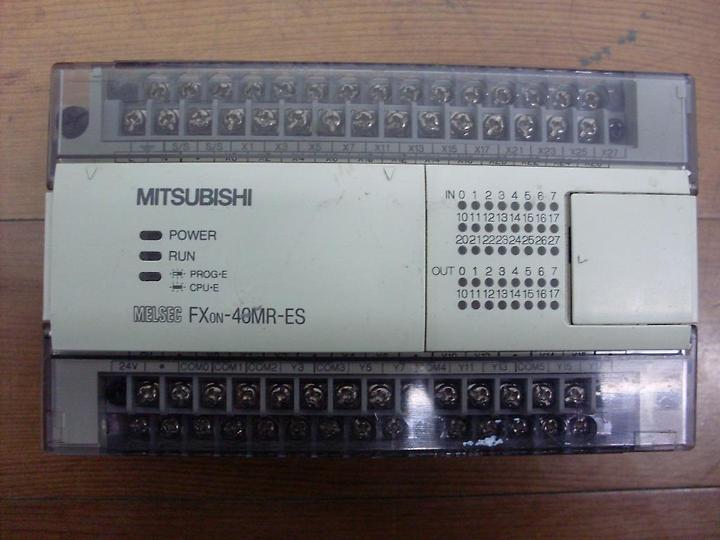 S/S S/S X1 X3 X5 X7 X11 X13 X15 X17 X21 X23 X25 X27
MITSUBISHI
POWER
RUN
PROG•E
CPU•E
MELSEC FX0N-40MR-ES
IN 0 1 2 3 4 5 6 7
10 11 12 13 14 15 16 17
20 21 22 23 24 25 26 27
OUT 0 1 2 3 4 5 6 7
10 11 12 13 14 15 16 17
24V • COM0 COM1 COM2 Y3 COM3 Y5 Y7 COM4 Y11 Y13 COM5 Y15 Y17